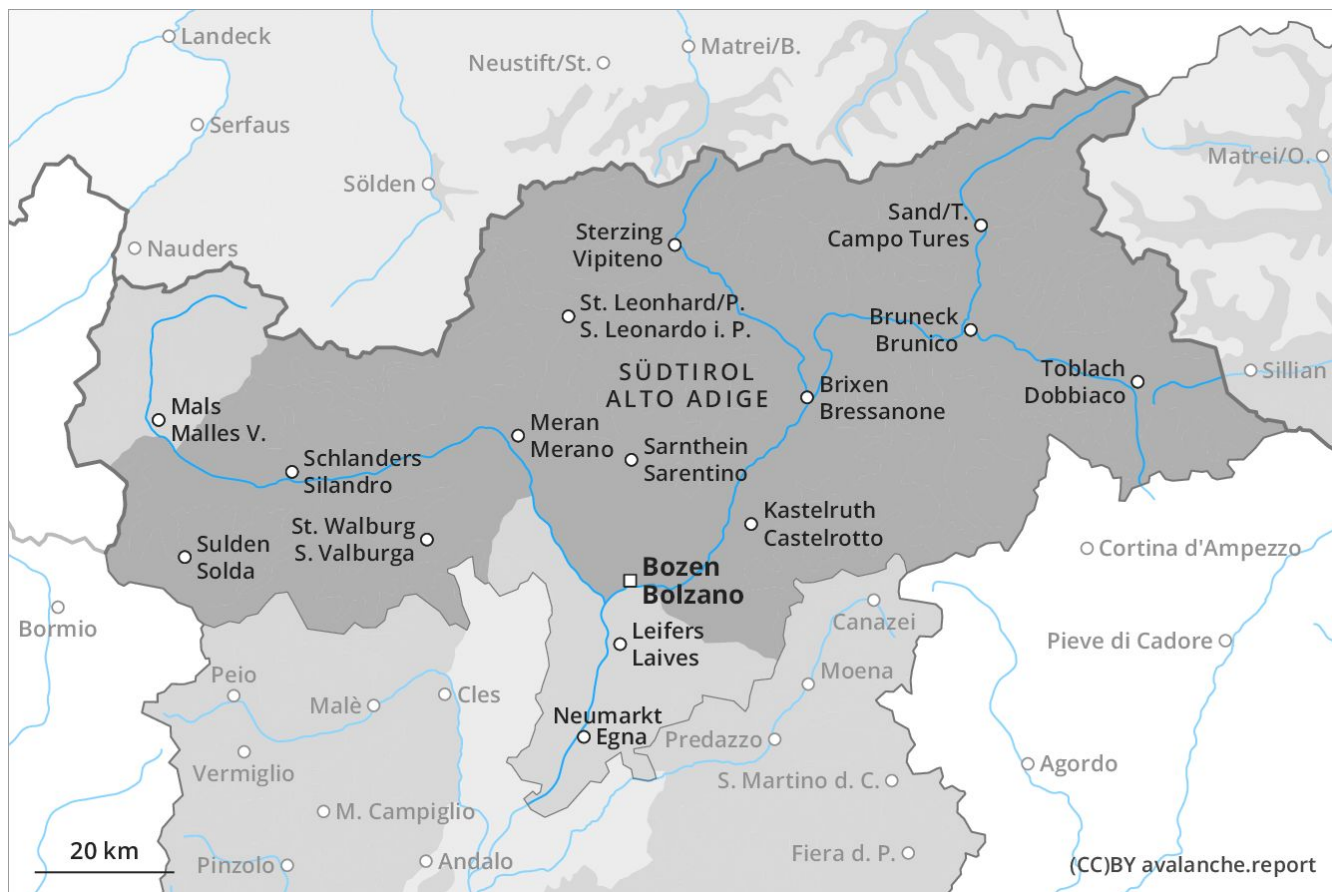 Landeck
Matrei/B.
Neustift/St.
Serfaus
Matrei/O.
Sölden
Sand/T.
Campo Tures
Sterzing
Vipiteno
Nauders
St. Leonhard/P.
S. Leonardo i. P.
Bruneck
Brunico
SÜDTIROL
ALTO ADIGE
Toblach
Dobbiaco
Sillian
Brixen
Bressanone
Mals
Malles V.
Meran
Merano
Sarnthein
Sarentino
Schlanders
Silandro
Kastelruth
Castelrotto
St. Walburg
S. Valburga
Sulden
Solda
Cortina d'Ampezzo
Bozen
Bolzano
Bormio
Canazei
Leifers
Laives
Pieve di Cadore
Peio
Moena
Malè
Cles
Neumarkt
Egna
Predazzo
Vermiglio
Agordo
S. Martino d. C.
M. Campiglio
20 km
Fiera d. P.
Pinzolo
Andalo
(CC)BY avalanche.report